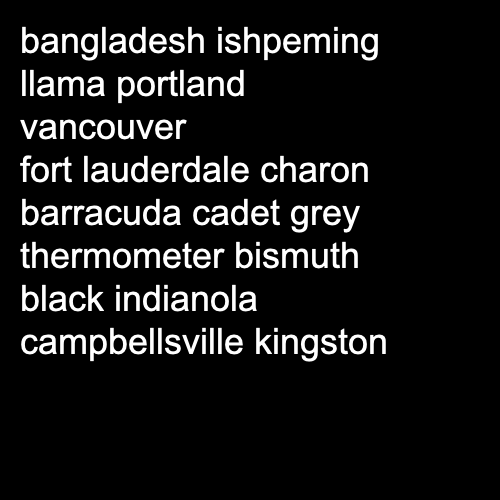 bangladesh ishpeming
llama portland
vancouver
fort lauderdale charon
barracuda cadet grey
thermometer bismuth
black indianola
campbellsville kingston